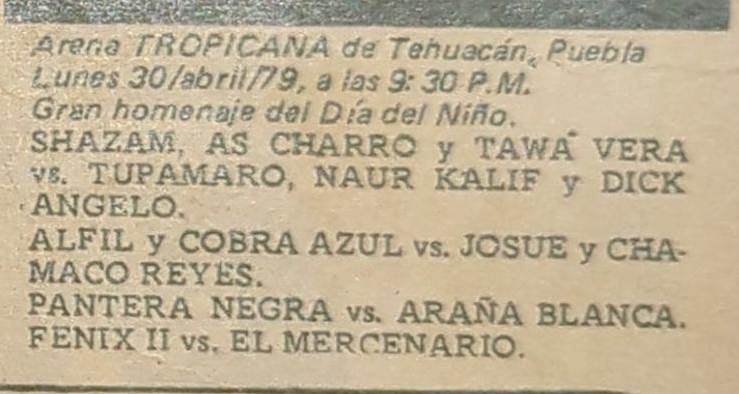 Arena TROPICANA de Tehuacán, Puebla
Lunes 30/abril/79, a las 9:30 P.M.
Gran homenaje del Día del Niño.
SHAZAM, AS CHARRO y TAWA VERA
vs. TUPAMARO, NAUR KALIF y DICK
ANGELO.
ALFIL y COBRA AZUL vs. JOSUE y CHA-
MACO REYES.
PANTERA NEGRA vs. ARAÑA BLANCA.
FENIX II vs. EL MERCENARIO.